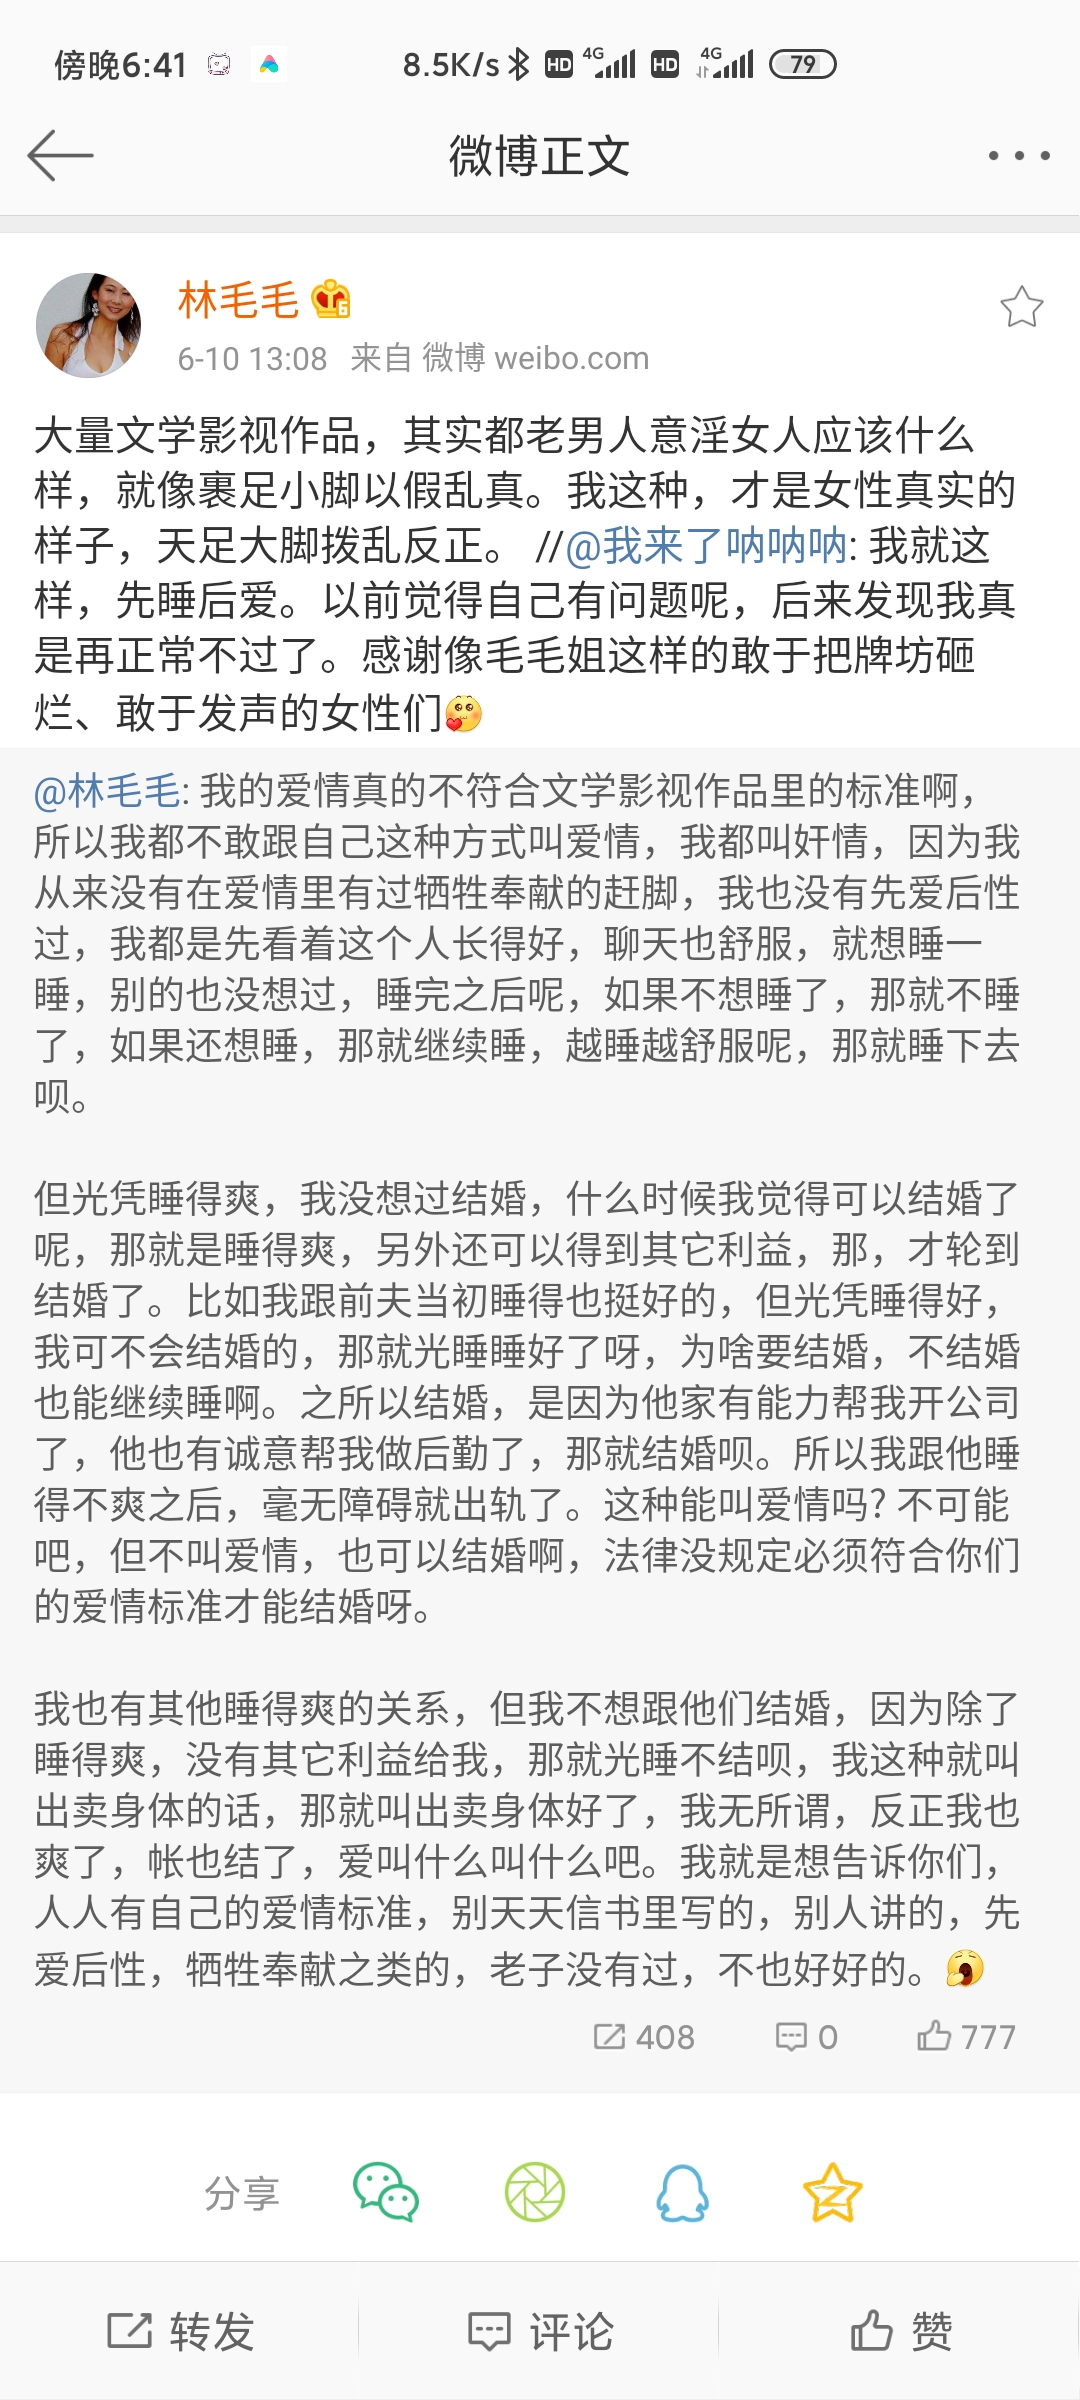 傍晚6:41 8.5K/s HD 4G HD 4G 79
微博正文
林毛毛
6-10 13:08 来自 微博 weibo.com
大量文学影视作品，其实都老男人意淫女人应该什么
样，就像裹足小脚以假乱真。我这种，才是女性真实的
样子，天足大脚拨乱反正。 //@我来了呐呐呐: 我就这
样，先睡后爱。以前觉得自己有问题呢，后来发现我真
是再正常不过了。感谢像毛毛姐这样的敢于把牌坊砸
烂、敢于发声的女性们
@林毛毛: 我的爱情真的不符合文学影视作品里的标准啊，
所以我都不敢跟自己这种方式叫爱情，我都叫奸情，因为我
从来没有在爱情里有过牺牲奉献的赶脚，我也没有先爱后性
过，我都是先看着这个人长得好，聊天也舒服，就想睡一
睡，别的也没想过，睡完之后呢，如果不想睡了，那就不睡
了，如果还想睡，那就继续睡，越睡越舒服呢，那就睡下去
呗。
但光凭睡得爽，我没想过结婚，什么时候我觉得可以结婚了
呢，那就是睡得爽，另外还可以得到其它利益，那，才轮到
结婚了。比如我跟前夫当初睡得也挺好的，但光凭睡得好，
我可不会结婚的，那就光睡睡好了呀，为啥要结婚，不结婚
也能继续睡啊。之所以结婚，是因为他家有能力帮我开公司
了，他也有诚意帮我做后勤了，那就结婚呗。所以我跟他睡
得不爽之后，毫无障碍就出轨了。这种能叫爱情吗? 不可能
吧，但不叫爱情，也可以结婚啊，法律没规定必须符合你们
的爱情标准才能结婚呀。
我也有其他睡得爽的关系，但我不想跟他们结婚，因为除了
睡得爽，没有其它利益给我，那就光睡不结呗，我这种就叫
出卖身体的话，那就叫出卖身体好了，我无所谓，反正我也
爽了，帐也结了，爱叫什么叫什么吧。我就是想告诉你们，
人人有自己的爱情标准，别天天信书里写的，别人讲的，先
爱后性，牺牲奉献之类的，老子没有过，不也好好的。
408 0 777
分享
转发 评论 赞